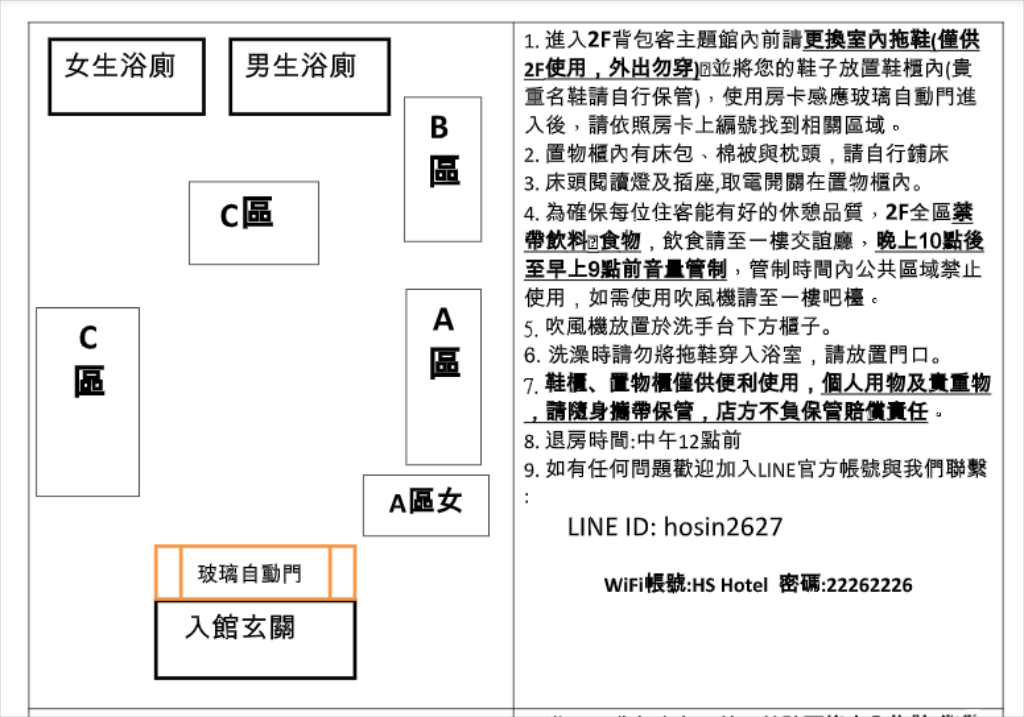 女生浴廁
男生浴廁
B
區
C區
C
區
A
區
A區女
玻璃自動門
入館玄關
1. 進入2F背包客主題館內前請更換室內拖鞋(僅供
2F使用，外出勿穿)並將您的鞋子放置鞋櫃內(貴
重名鞋請自行保管)，使用房卡感應玻璃自動門進
入後，請依照房卡上編號找到相關區域。
2. 置物櫃內有床包、棉被與枕頭，請自行鋪床
3. 床頭閱讀燈及插座,取電開關在置物櫃內。
4. 為確保每位住客能有好的休憩品質，2F全區禁
帶飲料食物，飲食請至一樓交誼廳，晚上10點後
至早上9點前音量管制，管制時間內公共區域禁止
使用，如需使用吹風機請至一樓吧檯。
5. 吹風機放置於洗手台下方櫃子。
6. 洗澡時請勿將拖鞋穿入浴室，請放置門口。
7. 鞋櫃、置物櫃僅供便利使用，個人用物及貴重物
，請隨身攜帶保管，店方不負保管賠償責任。
8. 退房時間:中午12點前
9. 如有任何問題歡迎加入LINE官方帳號與我們聯繫
:
LINE ID: hosin2627
WiFi帳號:HS Hotel 密碼:22262226